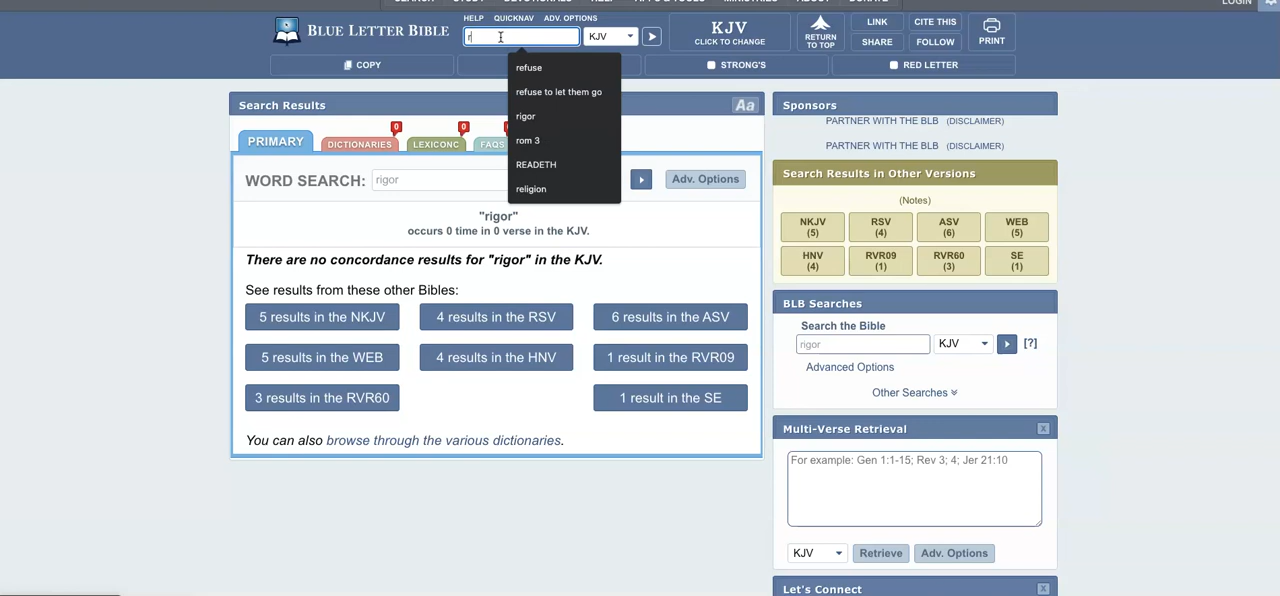 HELP QUICKNAV ADV. OPTIONS
LOGIN
BLUE LETTER BIBLE
r
KJV
KJV
CLICK TO CHANGE
RETURN
TO TOP
LINK
CITE THIS
SHARE
FOLLOW
PRINT
COPY
STRONG'S
RED LETTER
refuse
refuse to let them go
rigor
rom 3
READETH
religion
Search Results
Aa
PRIMARY
DICTIONARIES
0
LEXICONC
0
FAQS
WORD SEARCH:
rigor
Adv. Options
"rigor"
occurs 0 time in 0 verse in the KJV.
There are no concordance results for "rigor" in the KJV.
See results from these other Bibles:
5 results in the NKJV
4 results in the RSV
6 results in the ASV
5 results in the WEB
4 results in the HNV
1 result in the RVR09
3 results in the RVR60
1 result in the SE
You can also browse through the various dictionaries.
Sponsors
PARTNER WITH THE BLB (DISCLAIMER)
PARTNER WITH THE BLB (DISCLAIMER)
Search Results in Other Versions
(Notes)
NKJV
(5)
RSV
(4)
ASV
(6)
WEB
(5)
HNV
(4)
RVR09
(1)
RVR60
(3)
SE
(1)
BLB Searches
Search the Bible
rigor
KJV
[?]
Advanced Options
Other Searches
Multi-Verse Retrieval
X
For example: Gen 1:1-15; Rev 3; 4; Jer 21:10
KJV
Retrieve
Adv. Options
Let's Connect
X